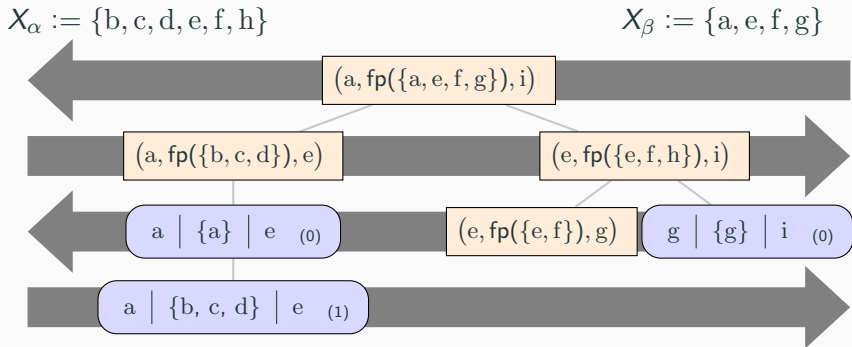 X_α := {b, c, d, e, f, h} X_β := {a, e, f, g}
(a, fp({a, e, f, g}), i)
(a, fp({b, c, d}), e) (e, fp({e, f, h}), i)
a | {a} | e (0) (e, fp({e, f}), g) g | {g} | i (0)
a | {b, c, d} | e (1)